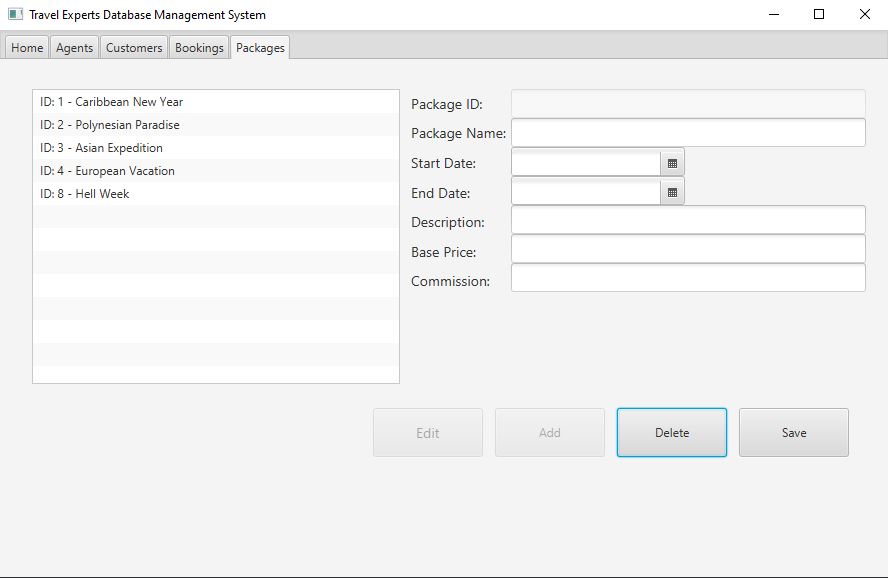 Travel Experts Database Management System
Home Agents Customers Bookings Packages
ID: 1 - Caribbean New Year
ID: 2 - Polynesian Paradise
ID: 3 - Asian Expedition
ID: 4 - European Vacation
ID: 8 - Hell Week
Package ID:
Package Name:
Start Date:
End Date:
Description:
Base Price:
Commission:
Edit Add Delete Save